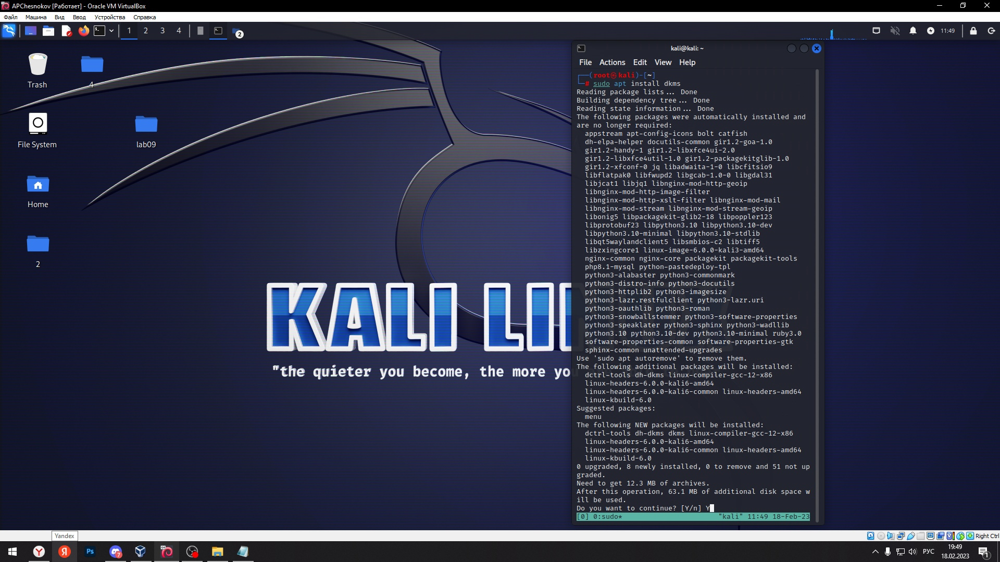 APChesnokov [Работает] - Oracle VM VirtualBox
Файл Машина Вид Ввод Устройства Справка
1 2 3 4 2 11:49
Trash
4
File System
lab09
Home
2
KALI LI
"the quieter you become, the more you
kali@kali: ~
File Actions Edit View Help
┌──(root㉿kali)-[~]
└─# sudo apt install dkms
Reading package lists... Done
Building dependency tree... Done
Reading state information... Done
The following packages were automatically installed and
are no longer required:
appstream apt-config-icons bolt catfish
dh-elpa-helper docutils-common gir1.2-goa-1.0
gir1.2-handy-1 gir1.2-libxfce4ui-2.0
gir1.2-libxfce4util-1.0 gir1.2-packagekitglib-1.0
gir1.2-xfconf-0 jq libadwaita-1-0 libcfitsio9
libflatpak0 libfwupd2 libgcab-1.0-0 libgdal31
libjcat1 libjq1 libnginx-mod-http-geoip
libnginx-mod-http-image-filter
libnginx-mod-http-xslt-filter libnginx-mod-mail
libnginx-mod-stream libnginx-mod-stream-geoip
libonig5 libpackagekit-glib2-18 libpoppler123
libprotobuf23 libpython3.10 libpython3.10-dev
libpython3.10-minimal libpython3.10-stdlib
libqt5waylandclient5 libsmbios-c2 libtiff5
libzxingcore1 linux-image-6.0.0-kali3-amd64
nginx-common nginx-core packagekit packagekit-tools
php8.1-mysql python-pastedeploy-tpl
python3-alabaster python3-commonmark
python3-distro-info python3-docutils
python3-httplib2 python3-imagesize
python3-lazr.restfulclient python3-lazr.uri
python3-oauthlib python3-roman
python3-snowballstemmer python3-software-properties
python3-speaklater python3-sphinx python3-wadllib
python3.10 python3.10-dev python3.10-minimal ruby3.0
software-properties-common software-properties-gtk
sphinx-common unattended-upgrades
Use 'sudo apt autoremove' to remove them.
The following additional packages will be installed:
dctrl-tools dh-dkms linux-compiler-gcc-12-x86
linux-headers-6.0.0-kali6-amd64
linux-headers-6.0.0-kali6-common linux-headers-amd64
linux-kbuild-6.0
Suggested packages:
menu
The following NEW packages will be installed:
dctrl-tools dh-dkms dkms linux-compiler-gcc-12-x86
linux-headers-6.0.0-kali6-amd64
linux-headers-6.0.0-kali6-common linux-headers-amd64
linux-kbuild-6.0
0 upgraded, 8 newly installed, 0 to remove and 51 not up
graded.
Need to get 12.3 MB of archives.
After this operation, 63.1 MB of additional disk space w
ill be used.
Do you want to continue? [Y/n] Y
[0] 0:sudo* "kali" 11:49 18-Feb-23
Yandex
Right Ctrl
Ps 7 РУС 19:49
18.02.2023 1